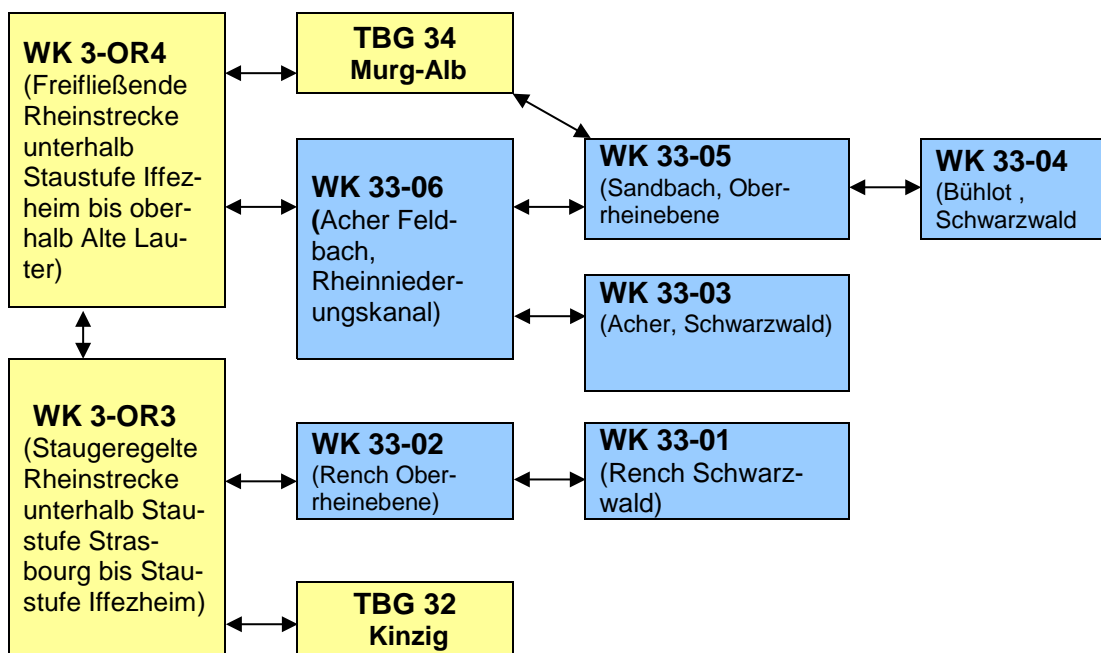 WK 3-OR4
(Freifließende
Rheinstrecke
unterhalb
Staustufe Iffez-
heim bis ober-
halb Alte Lau-
ter)
TBG 34
Murg-Alb
WK 33-06
(Acher Feld-
bach,
Rheinnieder-
ungskanal)
WK 33-05
(Sandbach, Ober-
rheinebene
WK 33-04
(Bühlot ,
Schwarzwald
WK 33-03
(Acher, Schwarzwald)
WK 3-OR3
(Staugeregelte
Rheinstrecke
unterhalb Stau-
stufe Stras-
bourg bis Stau-
stufe Iffezheim)
WK 33-02
(Rench Ober-
rheinebene)
WK 33-01
(Rench Schwarz-
wald)
TBG 32
Kinzig